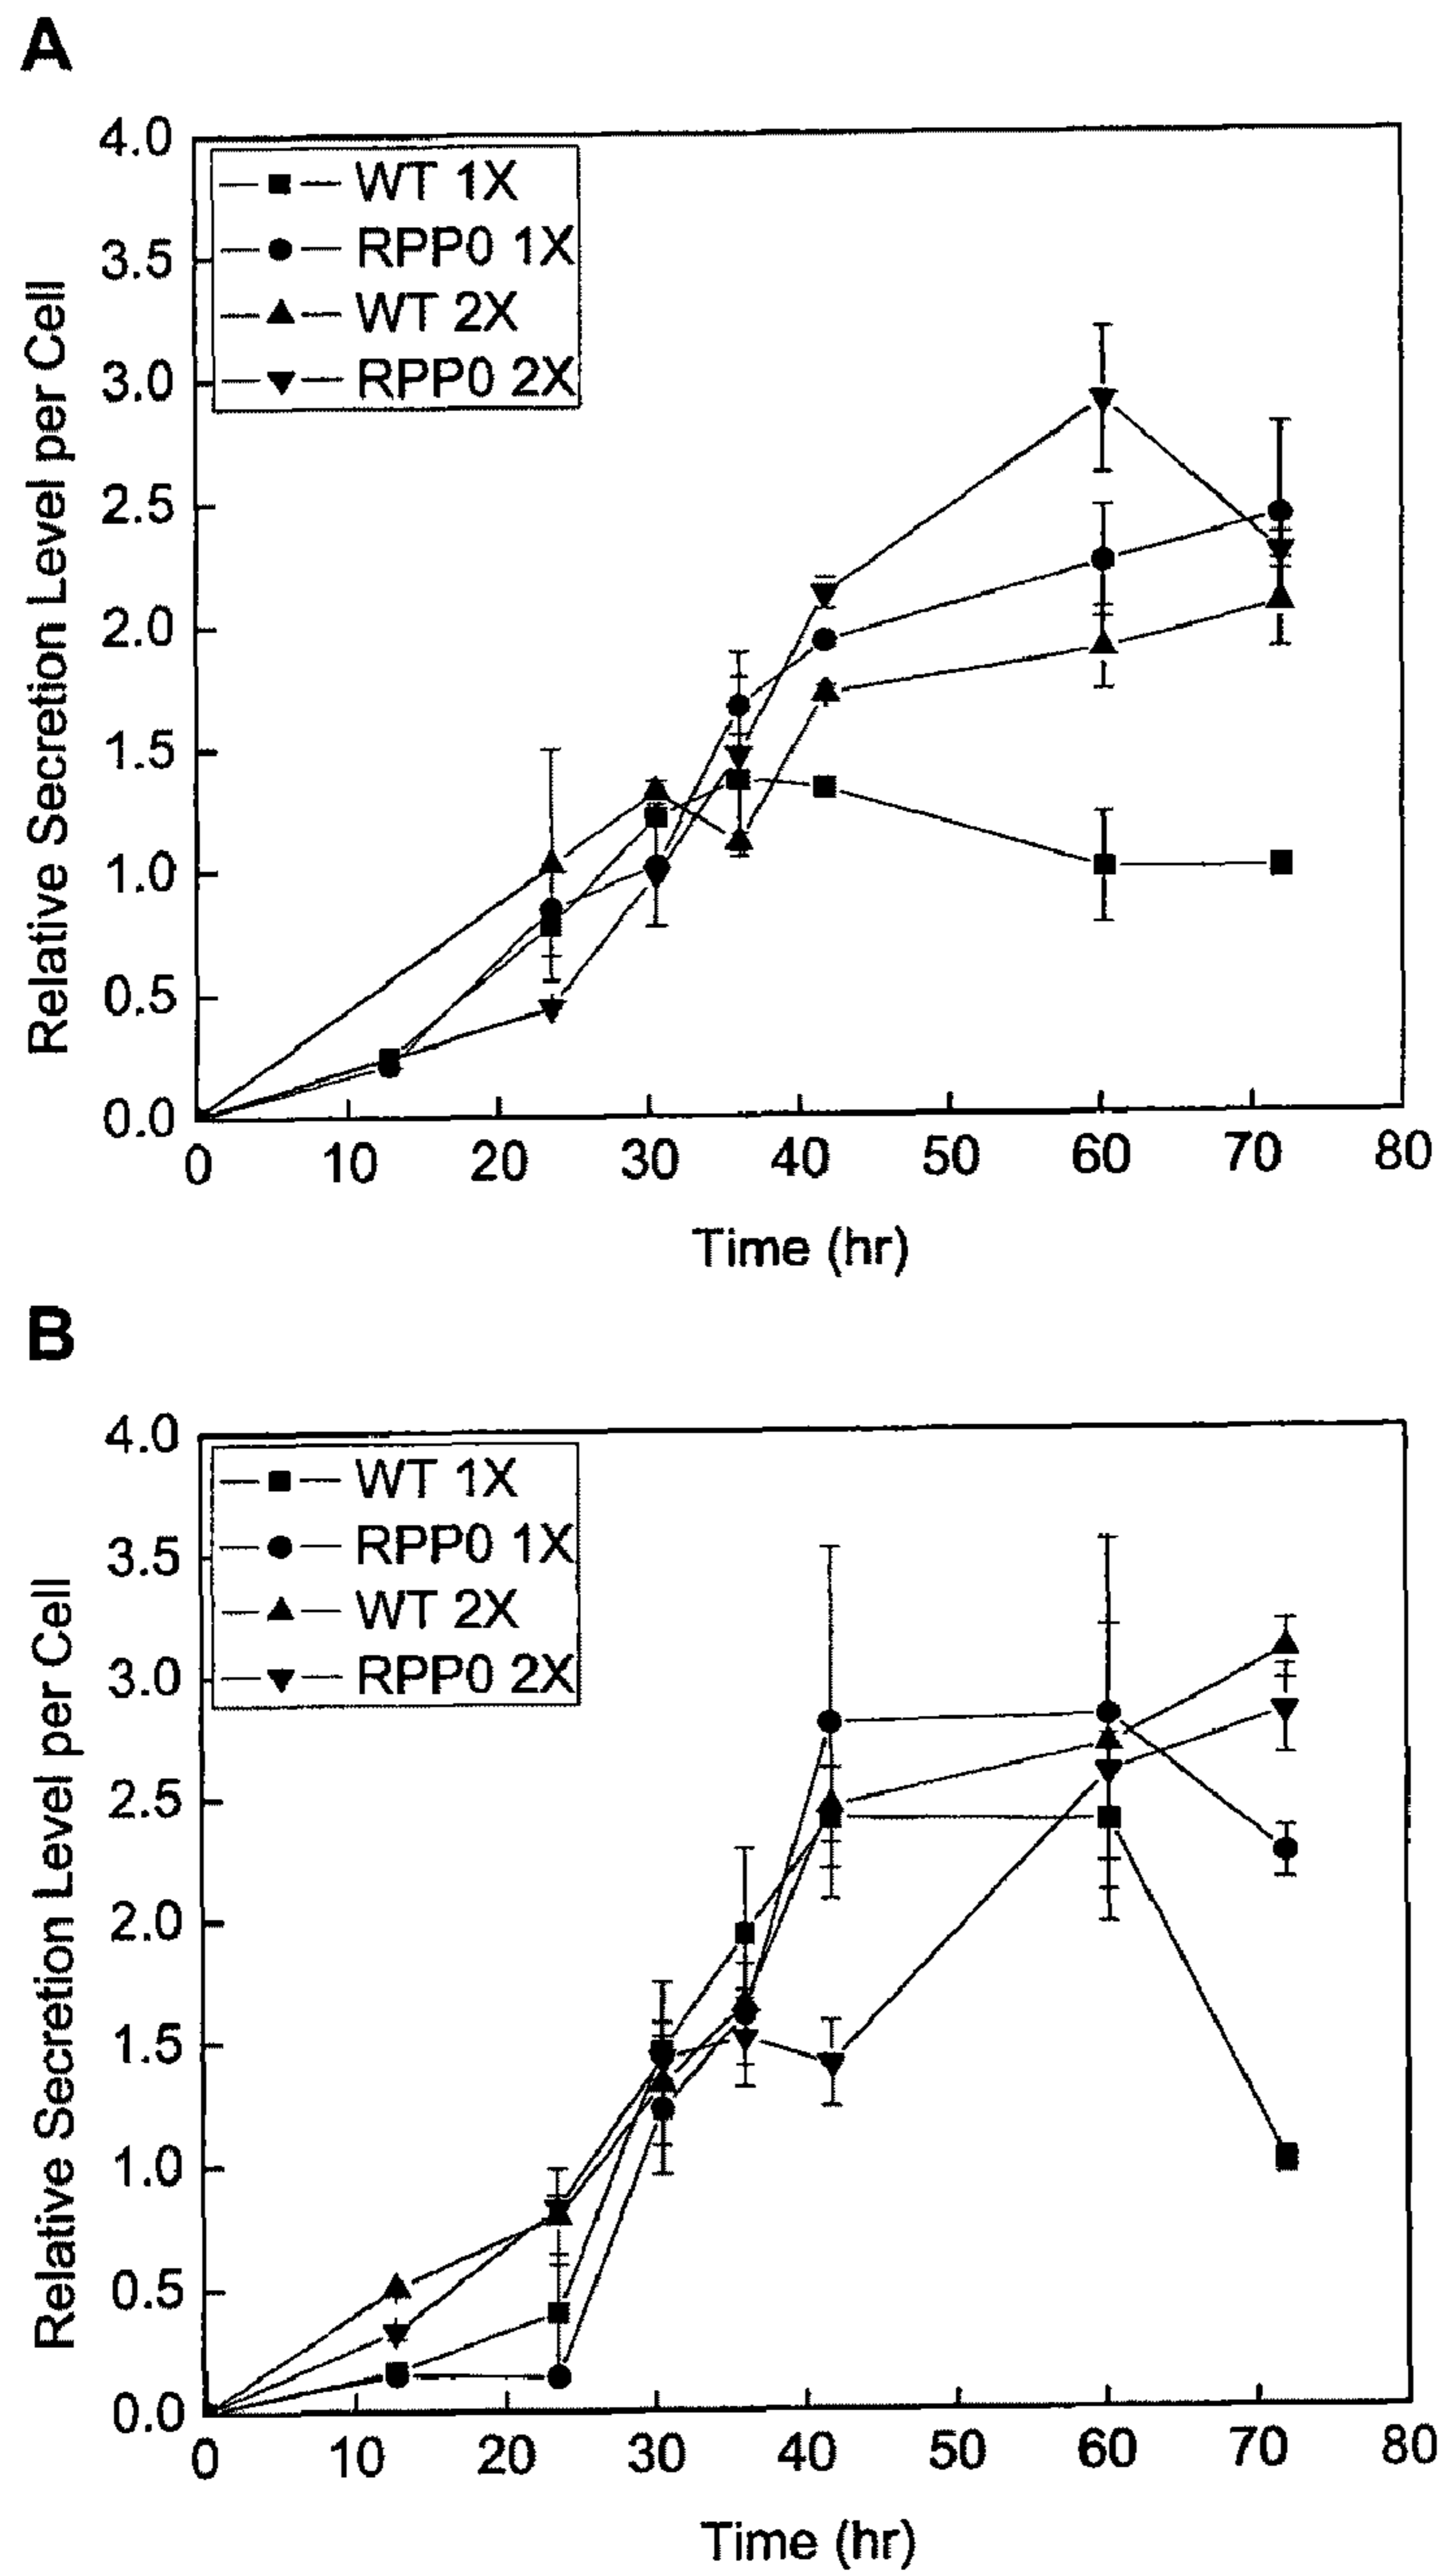 A
4.0
3.5
3.0
2.5
2.0
1.5
1.0
0.5
0.0
Relative Secretion Level per Cell
WT 1X
RPP0 1X
WT 2X
RPP0 2X
0 10 20 30 40 50 60 70 80
Time (hr)
B
4.0
3.5
3.0
2.5
2.0
1.5
1.0
0.5
0.0
Relative Secretion Level per Cell
WT 1X
RPP0 1X
WT 2X
RPP0 2X
0 10 20 30 40 50 60 70 80
Time (hr)